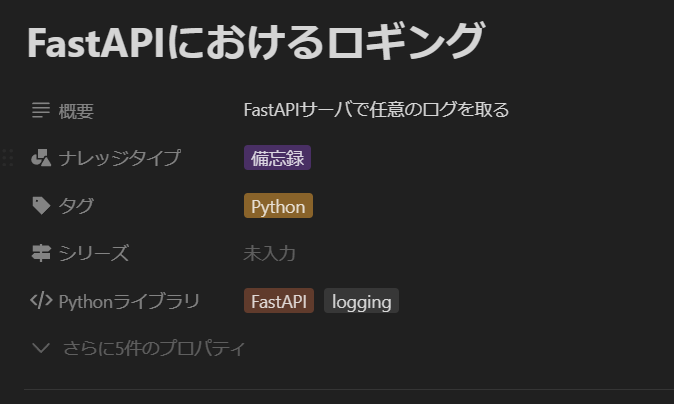 FastAPIにおけるロギング
概要 FastAPIサーバで任意のログを取る
ナレッジタイプ 備忘録
タグ Python
シリーズ 未入力
Pythonライブラリ FastAPI logging
さらに5件のプロパティ